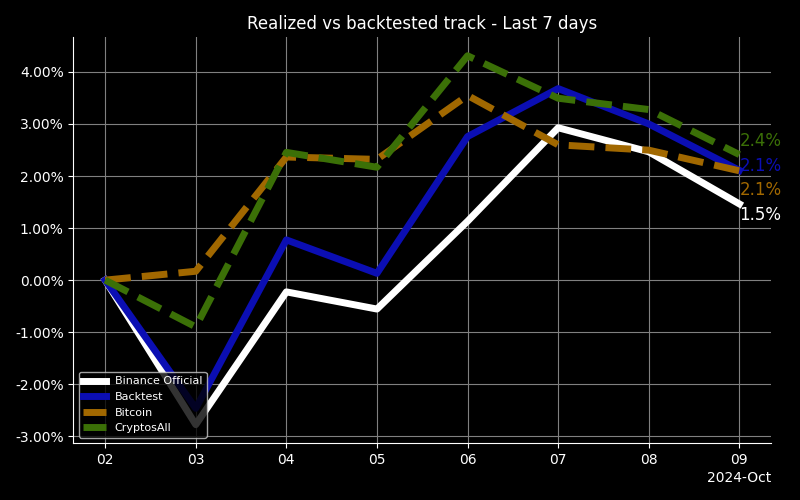 Realized vs backtested track - Last 7 days
4.00%
3.00%
2.00%
1.00%
0.00%
-1.00%
-2.00%
-3.00%
2.4%
2.1%
2.1%
1.5%
Binance Official
Backtest
Bitcoin
CryptosAll
02 03 04 05 06 07 08 09
2024-Oct